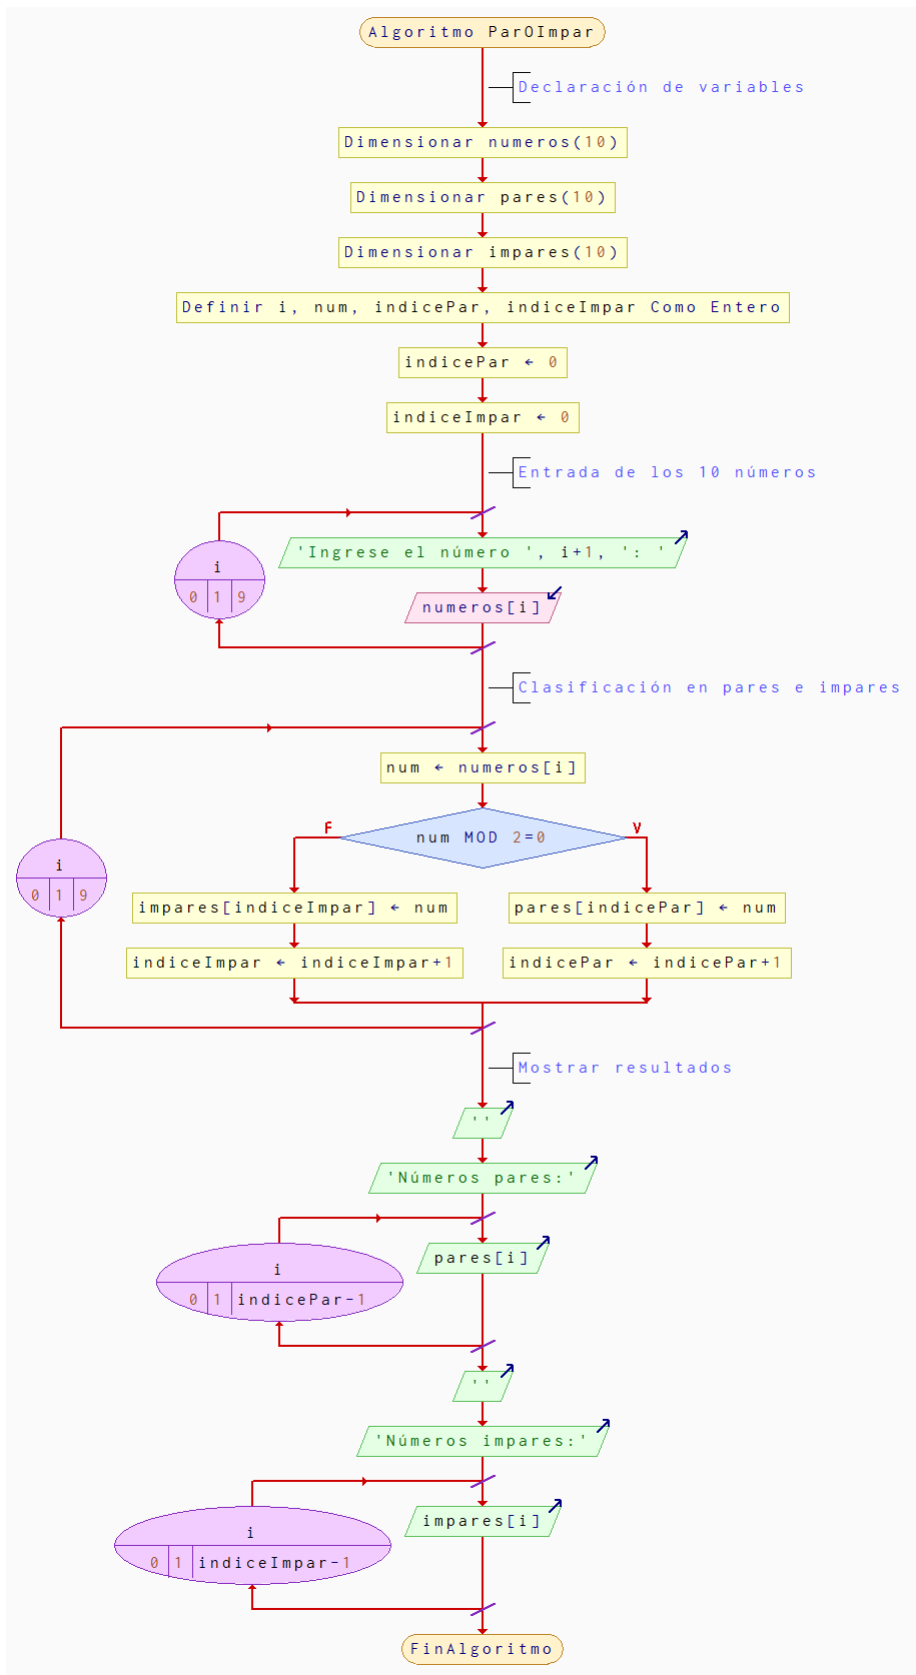 Algoritmo ParOImpar
Declaración de variables
Dimensionar numeros(10)
Dimensionar pares(10)
Dimensionar impares(10)
Definir i, num, indicePar, indiceImpar Como Entero
indicePar ← 0
indiceImpar ← 0
Entrada de los 10 números
i
0 1 9
'Ingrese el número ', i+1, ': '
numeros[i]
Clasificación en pares e impares
i
0 1 9
num ← numeros[i]
num MOD 2=0
F
V
impares[indiceImpar] ← num
pares[indicePar] ← num
indiceImpar ← indiceImpar+1
indicePar ← indicePar+1
Mostrar resultados
''
'Números pares:'
i
0 1 indicePar-1
pares[i]
''
'Números impares:'
i
0 1 indiceImpar-1
impares[i]
FinAlgoritmo